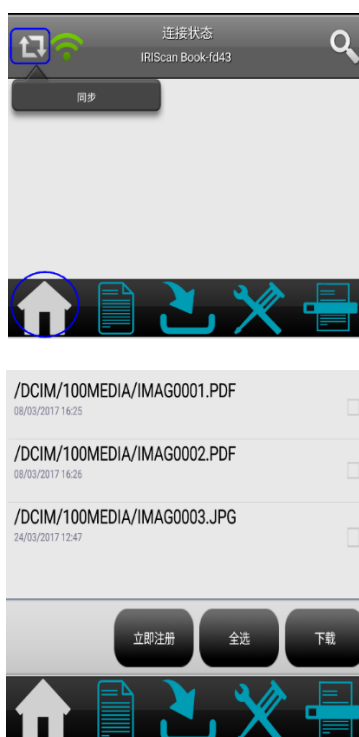 连接状态
IRIScan Book-fd43
同步
/DCIM/100MEDIA/IMAG0001.PDF
08/03/2017 16:25
/DCIM/100MEDIA/IMAG0002.PDF
08/03/2017 16:26
/DCIM/100MEDIA/IMAG0003.JPG
24/03/2017 12:47
立即注册 全选 下载